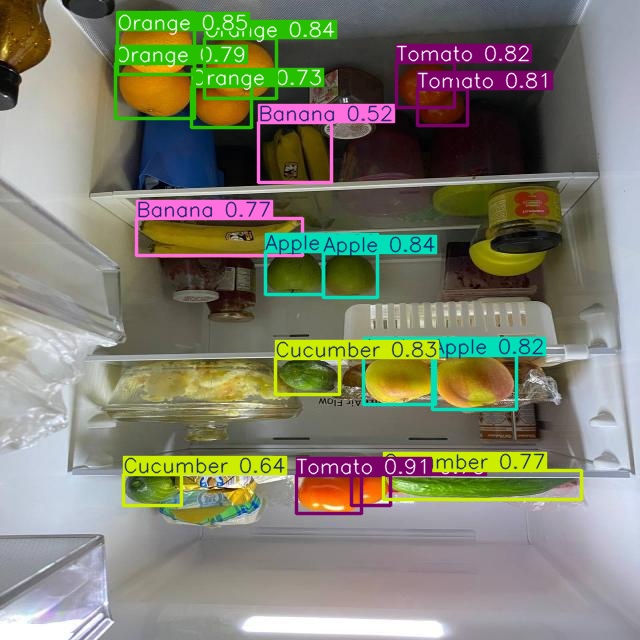 Orange 0.85
Orange 0.84
Orange 0.79
Orange 0.73
Tomato 0.82
Tomato 0.81
Banana 0.52
Banana 0.77
Apple
Apple 0.84
Cucumber 0.83
Apple 0.82
Air Flow
Cucumber 0.64
Tomato 0.91
mber 0.77